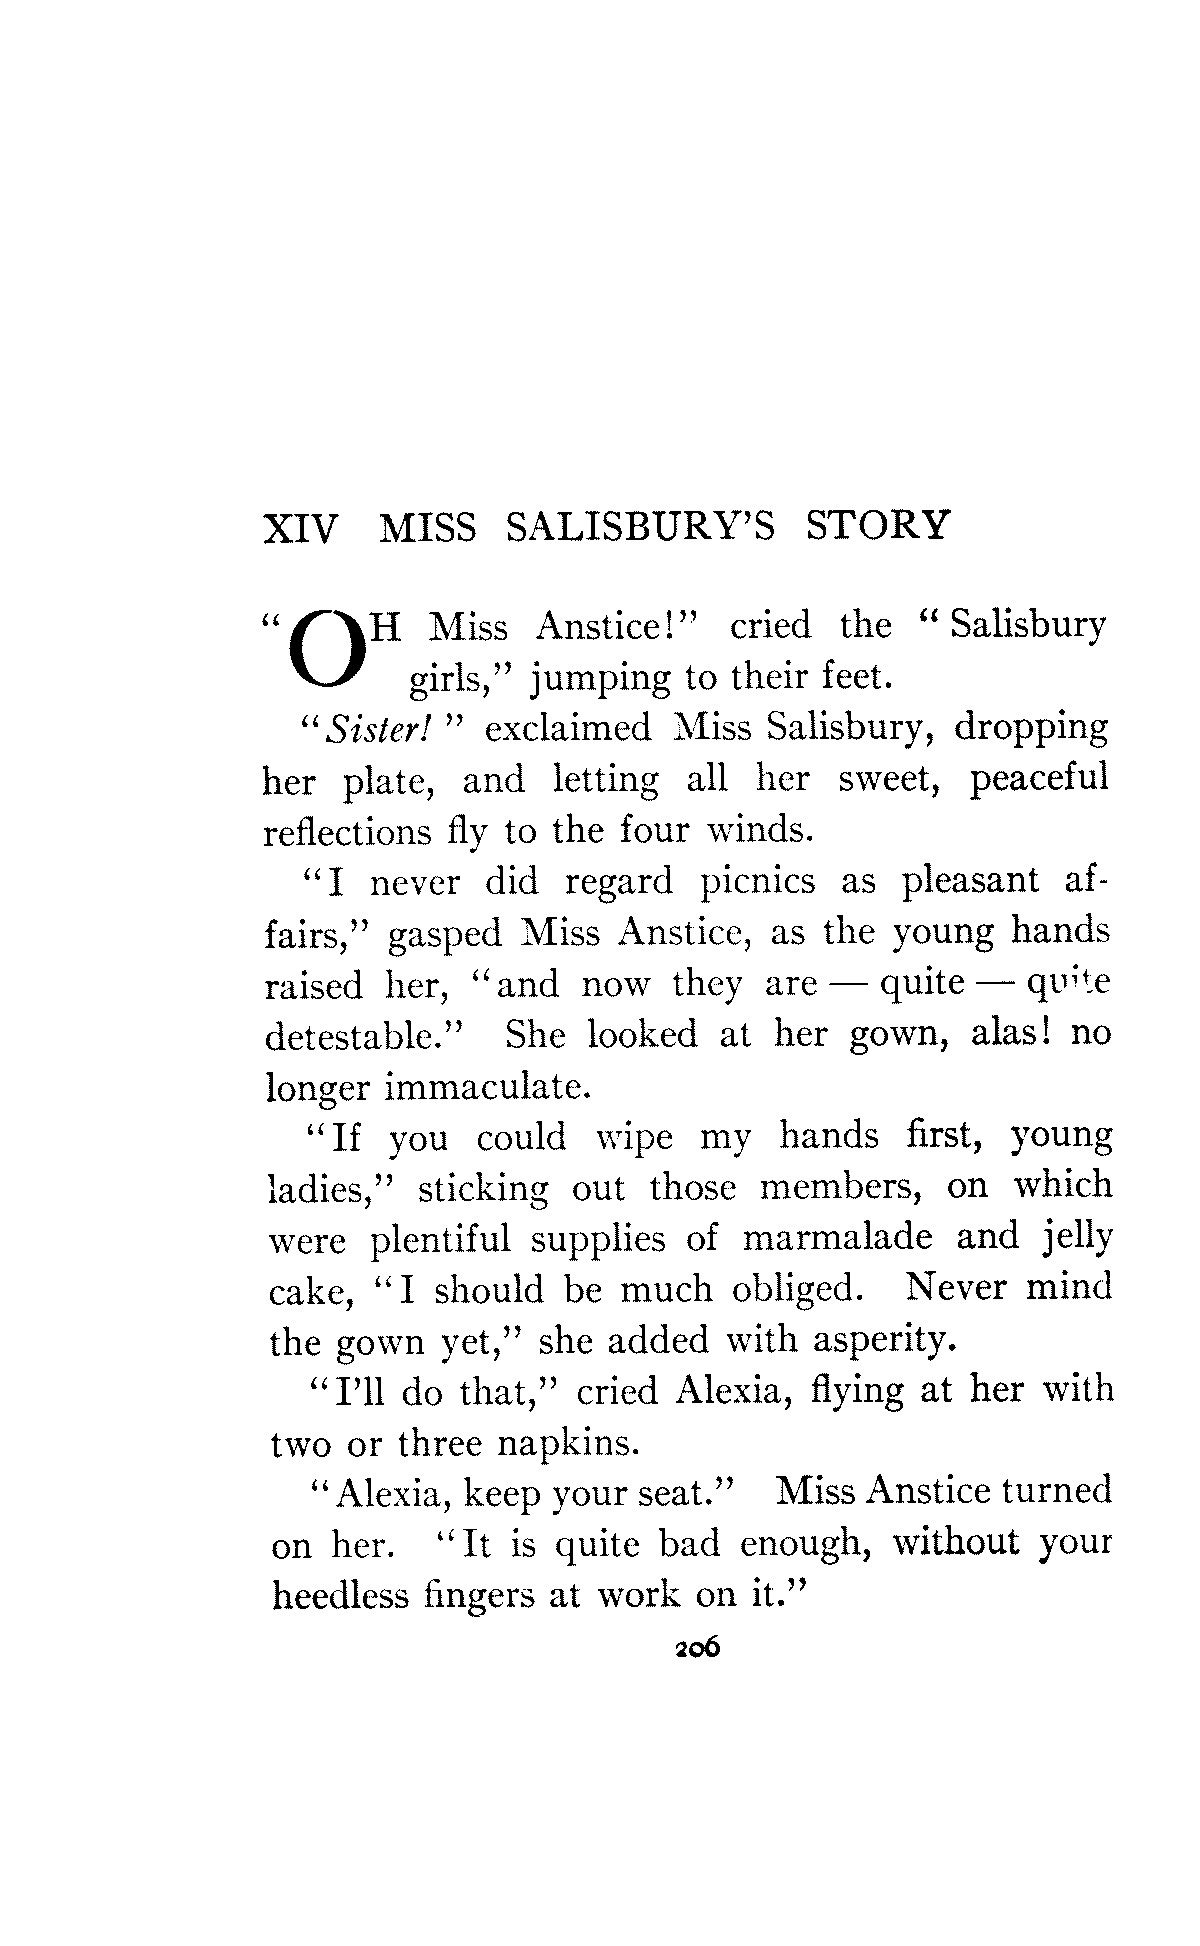 XIV MISS SALISBURY'S STORY
"OH Miss Anstice!" cried the "Salisbury
girls," jumping to their feet.
"Sister!" exclaimed Miss Salisbury, dropping
her plate, and letting all her sweet, peaceful
reflections fly to the four winds.
"I never did regard picnics as pleasant af-
fairs," gasped Miss Anstice, as the young hands
raised her, "and now they are — quite — quite
detestable." She looked at her gown, alas! no
longer immaculate.
"If you could wipe my hands first, young
ladies," sticking out those members, on which
were plentiful supplies of marmalade and jelly
cake, "I should be much obliged. Never mind
the gown yet," she added with asperity.
"I'll do that," cried Alexia, flying at her with
two or three napkins.
"Alexia, keep your seat." Miss Anstice turned
on her. "It is quite bad enough, without your
heedless fingers at work on it."
206